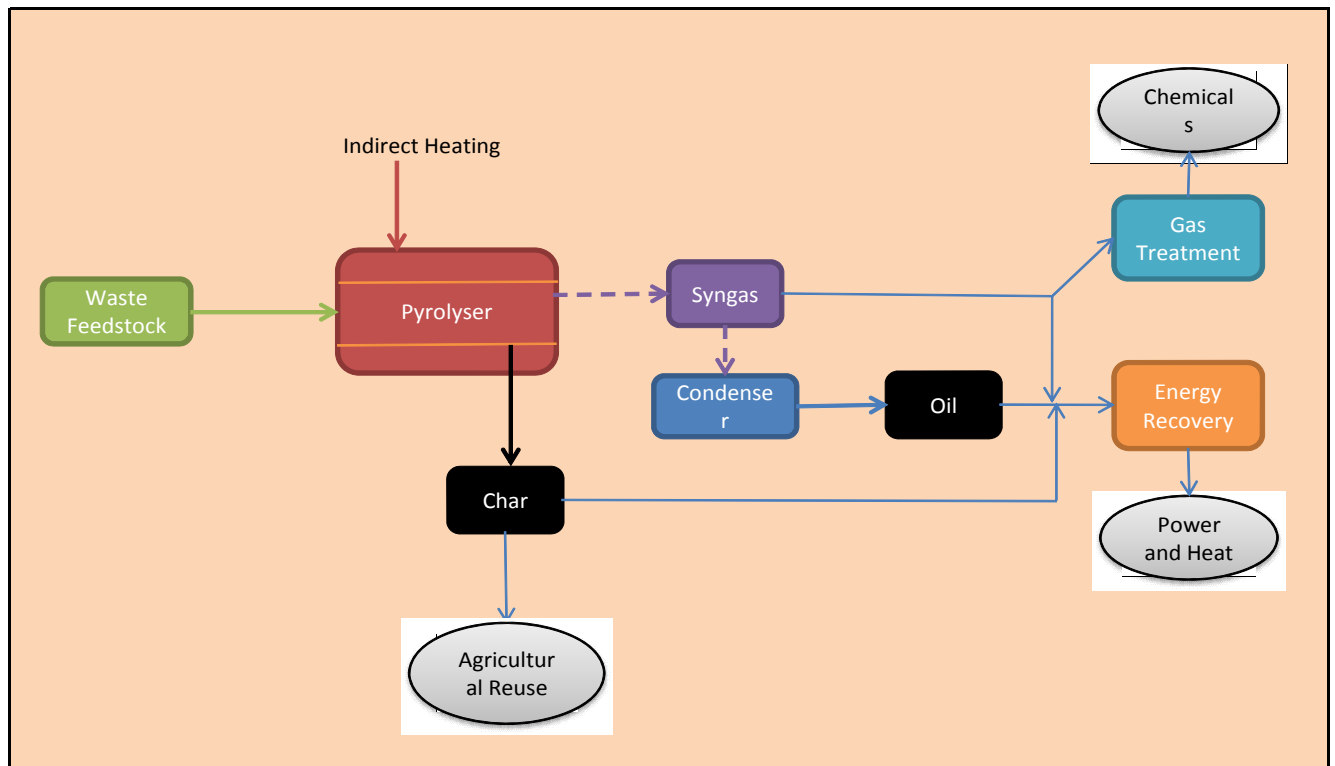 Chemical
s
Indirect Heating
Gas
Treatment
Waste
Feedstock
Pyrolyser
Syngas
Condense
r
Oil
Energy
Recovery
Char
Power
and Heat
Agricultur
al Reuse